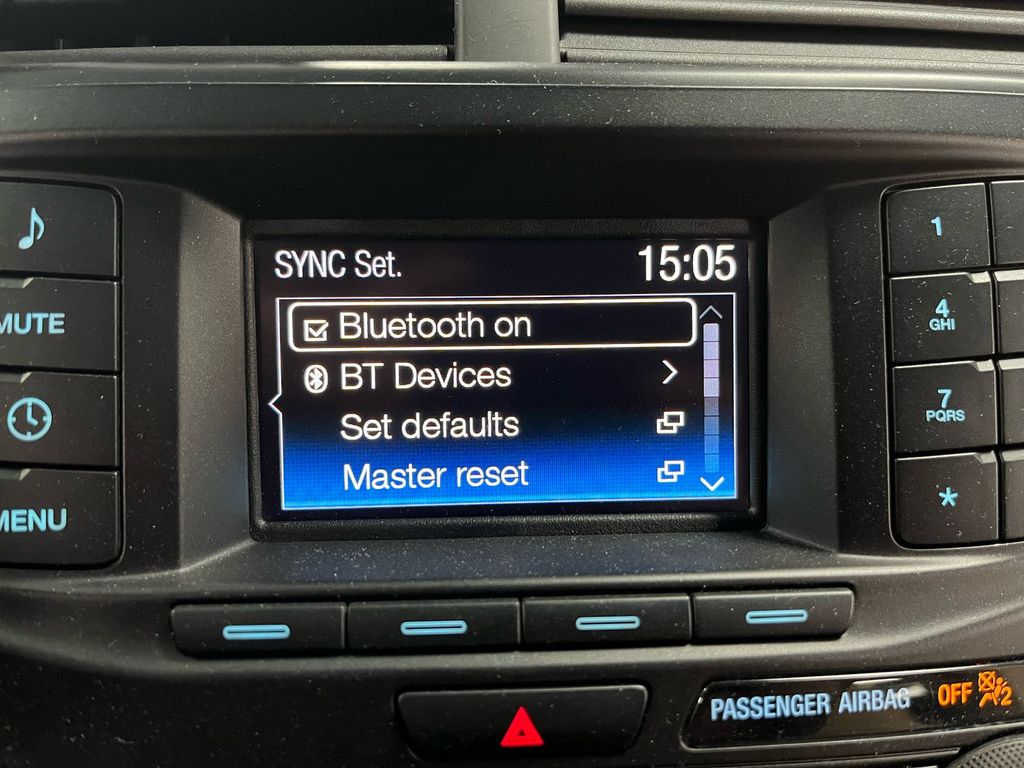 SYNC Set. 15:05
Bluetooth on
BT Devices
Set defaults
Master reset
MUTE
MENU
1
4
GHI
7
PQRS
*
PASSENGER AIRBAG OFF 2